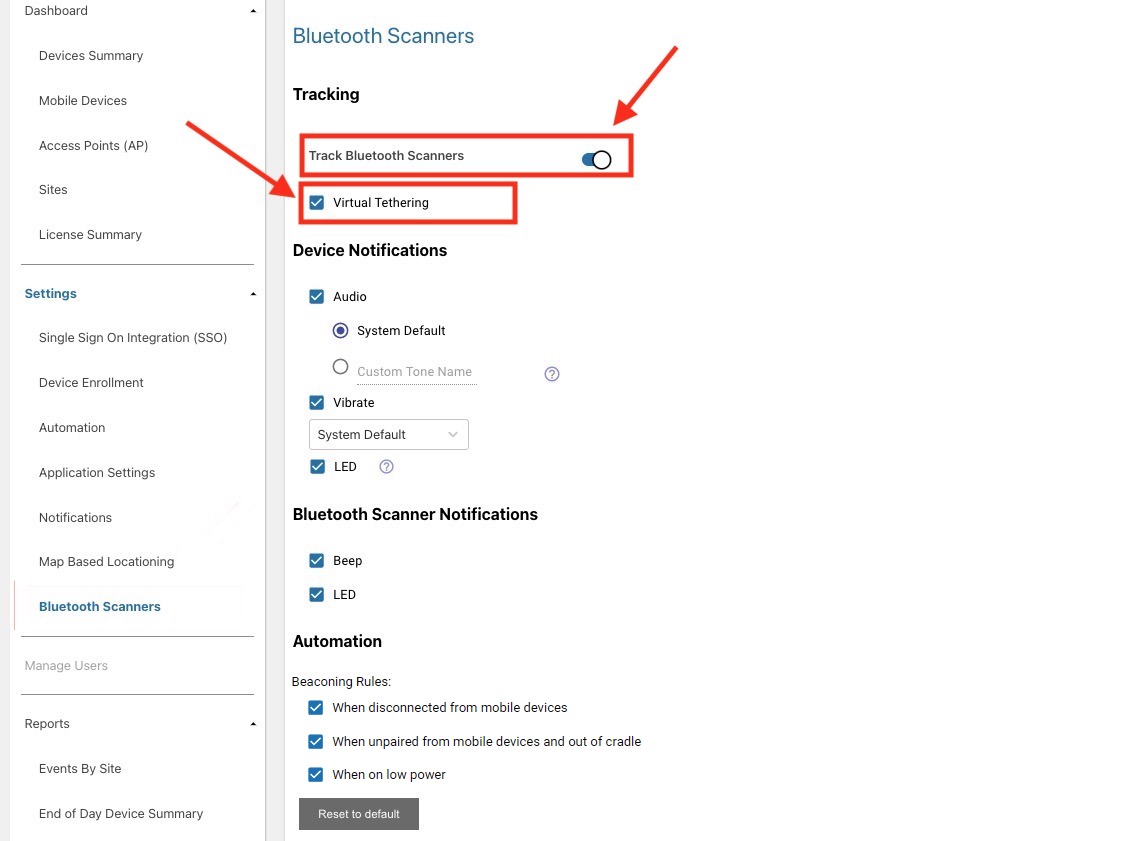 Dashboard
Devices Summary
Mobile Devices
Access Points (AP)
Sites
License Summary
Settings
Single Sign On Integration (SSO)
Device Enrollment
Automation
Application Settings
Notifications
Map Based Locationing
Bluetooth Scanners
Manage Users
Reports
Events By Site
End of Day Device Summary
Bluetooth Scanners
Tracking
Track Bluetooth Scanners
Virtual Tethering
Device Notifications
Audio
System Default
Custom Tone Name
?
Vibrate
System Default
LED ?
Bluetooth Scanner Notifications
Beep
LED
Automation
Beaconing Rules:
When disconnected from mobile devices
When unpaired from mobile devices and out of cradle
When on low power
Reset to default